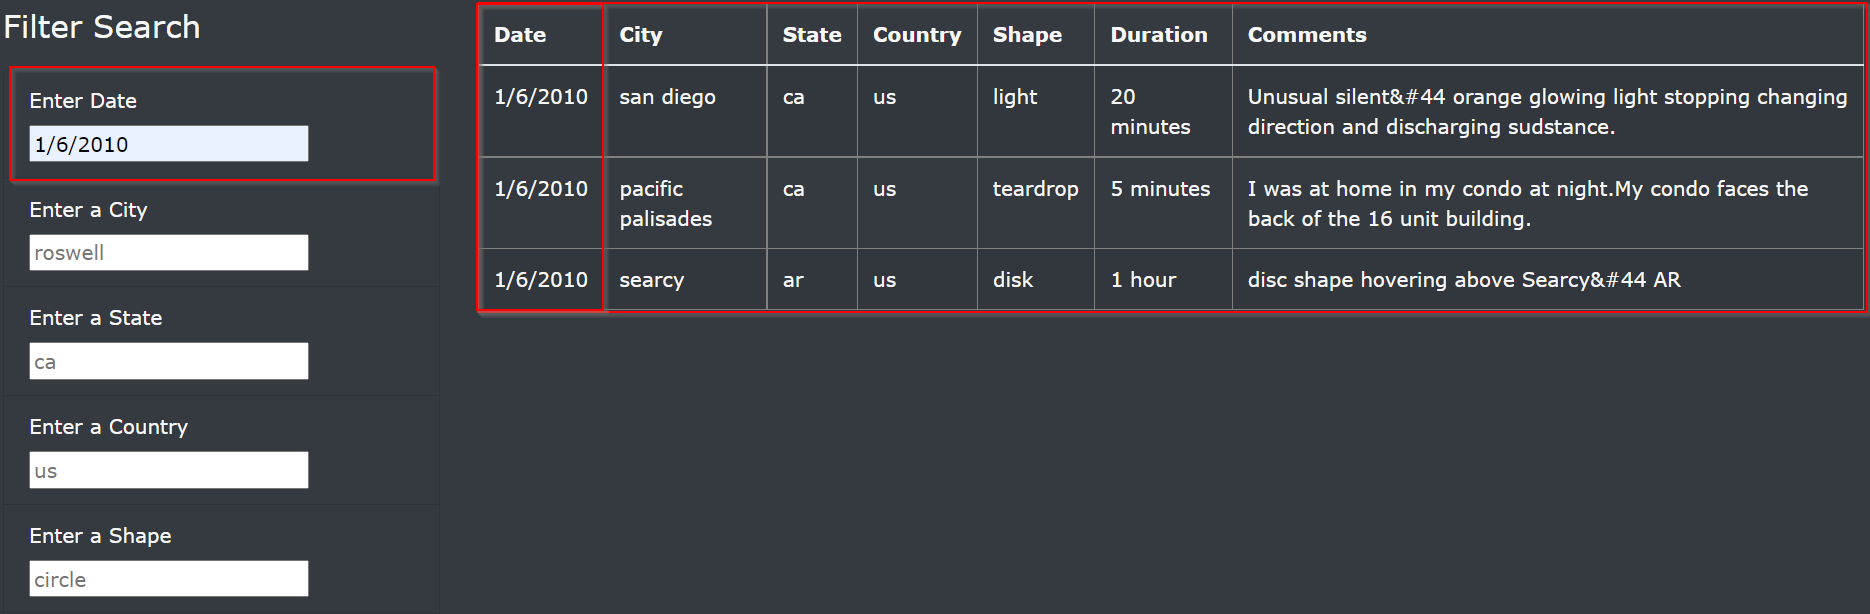 Filter Search
Enter Date
1/6/2010
Enter a City
roswell
Enter a State
ca
Enter a Country
us
Enter a Shape
circle
Date City State Country Shape Duration Comments
1/6/2010 san diego ca us light 20 Unusual silent&#44 orange glowing light stopping changing
minutes direction and discharging sudstance.
1/6/2010 pacific ca us teardrop 5 minutes I was at home in my condo at night.My condo faces the
palisades back of the 16 unit building.
1/6/2010 searcy ar us disk 1 hour disc shape hovering above Searcy&#44 AR